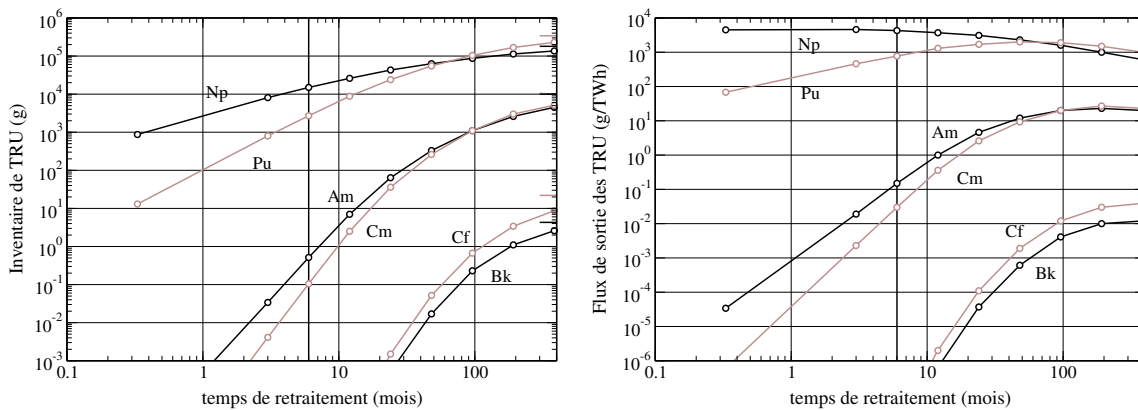 Inventaire de TRU (g)
10^6
10^5
10^4
10^3
10^2
10^1
10^0
10^-1
10^-2
10^-3
0.1 1 10 100
temps de retraitement (mois)
Np
Pu
Am
Cm
Cf
Bk
Flux de sortie des TRU (g/TWh)
10^4
10^3
10^2
10^1
10^0
10^-1
10^-2
10^-3
10^-4
10^-5
10^-6
0.1 1 10 100
temps de retraitement (mois)
Np
Pu
Am
Cm
Cf
Bk